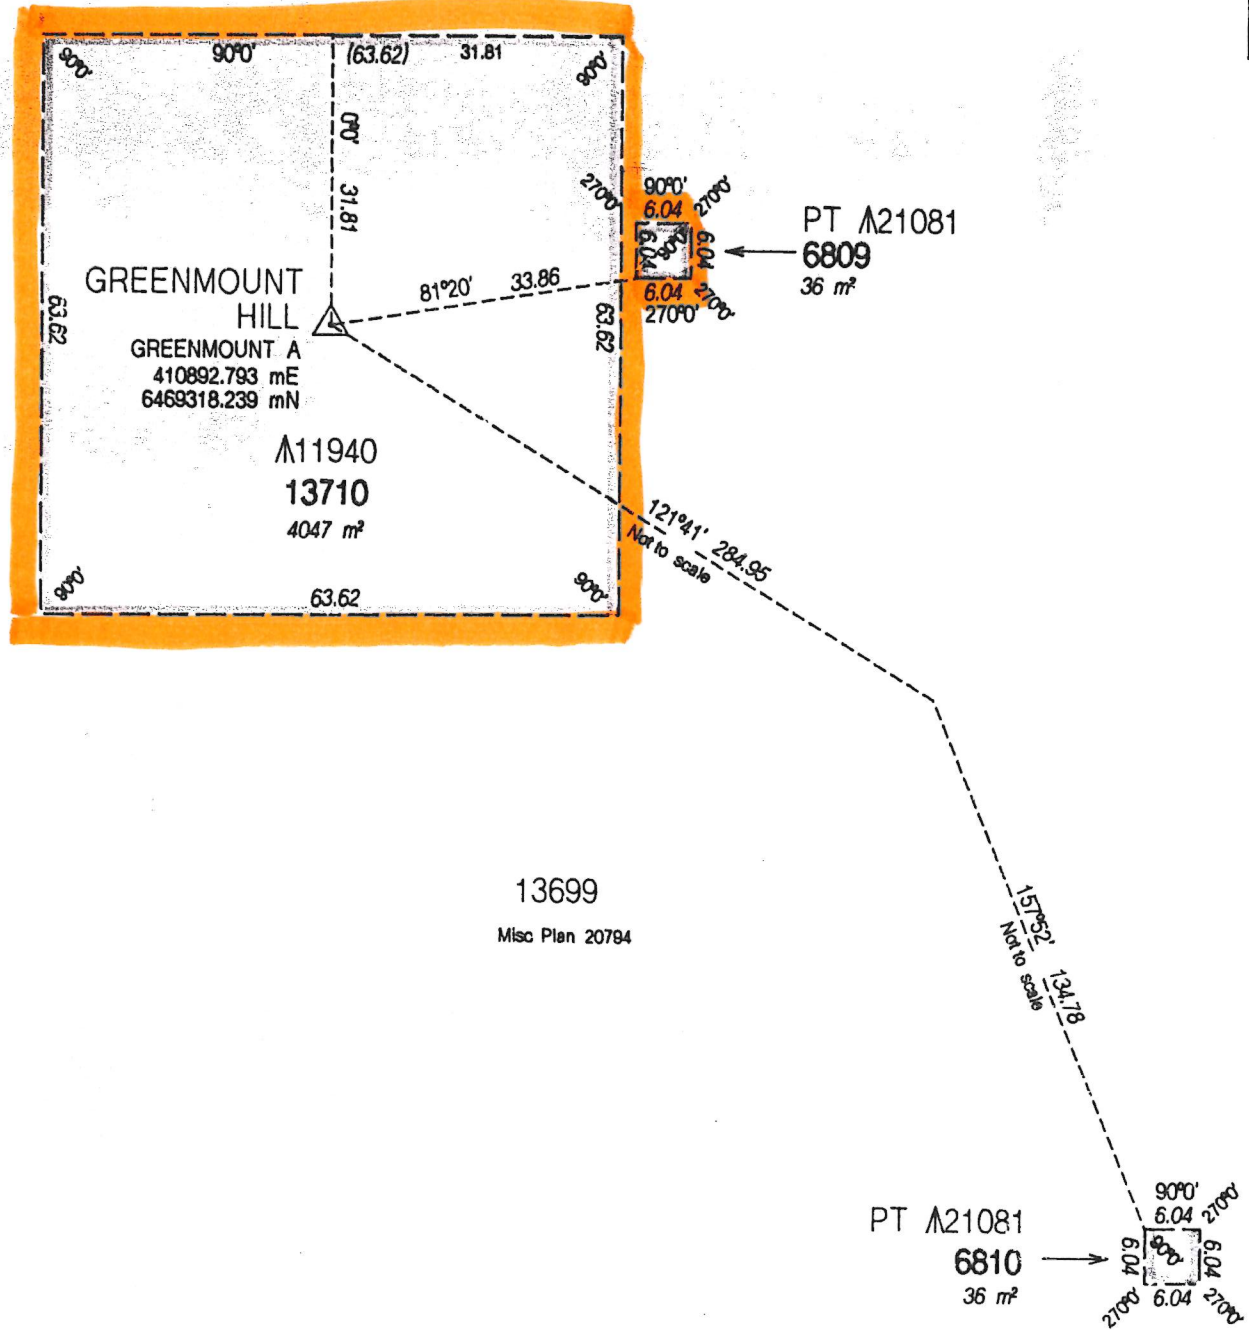 90°0'
90°0'
(63.62)
31.81
90°0'
0°0' 31.81
270°0'
90°0'
6.04
270°0'
6.04
90°0'
6.04
6.04
270°0'
270°0'
PT 21081
6809
36 m²
81°20' 33.86
GREENMOUNT
HILL
GREENMOUNT A
410892.793 mE
6469318.239 mN
63.62
63.62
11940
13710
4047 m²
121°41' 284.95
Not to scale
90°0'
63.62
90°0'
13699
Misc Plan 20794
157°52' 134.78
Not to scale
PT 21081
6810
36 m²
90°0'
6.04
270°0'
6.04
90°0'
6.04
270°0'
6.04
270°0'